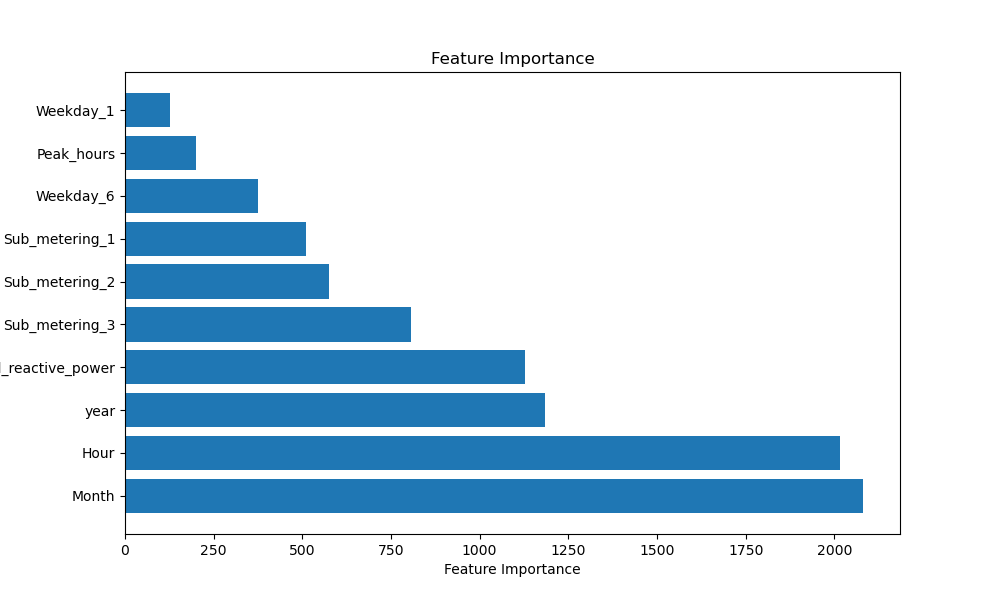 Feature Importance
Weekday_1
Peak_hours
Weekday_6
Sub_metering_1
Sub_metering_2
Sub_metering_3
_reactive_power
year
Hour
Month
0 250 500 750 1000 1250 1500 1750 2000
Feature Importance